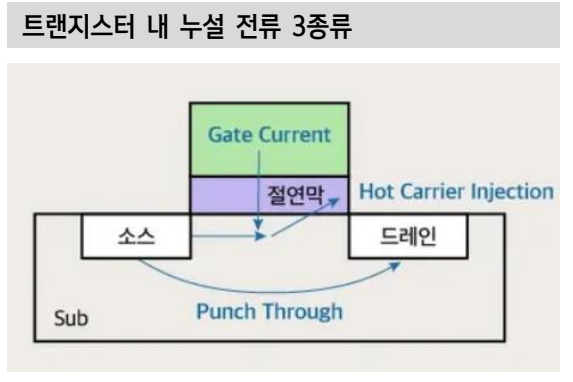 트랜지스터 내 누설 전류 3종류
Gate Current
절연막
Hot Carrier Injection
소스
드레인
Punch Through
Sub